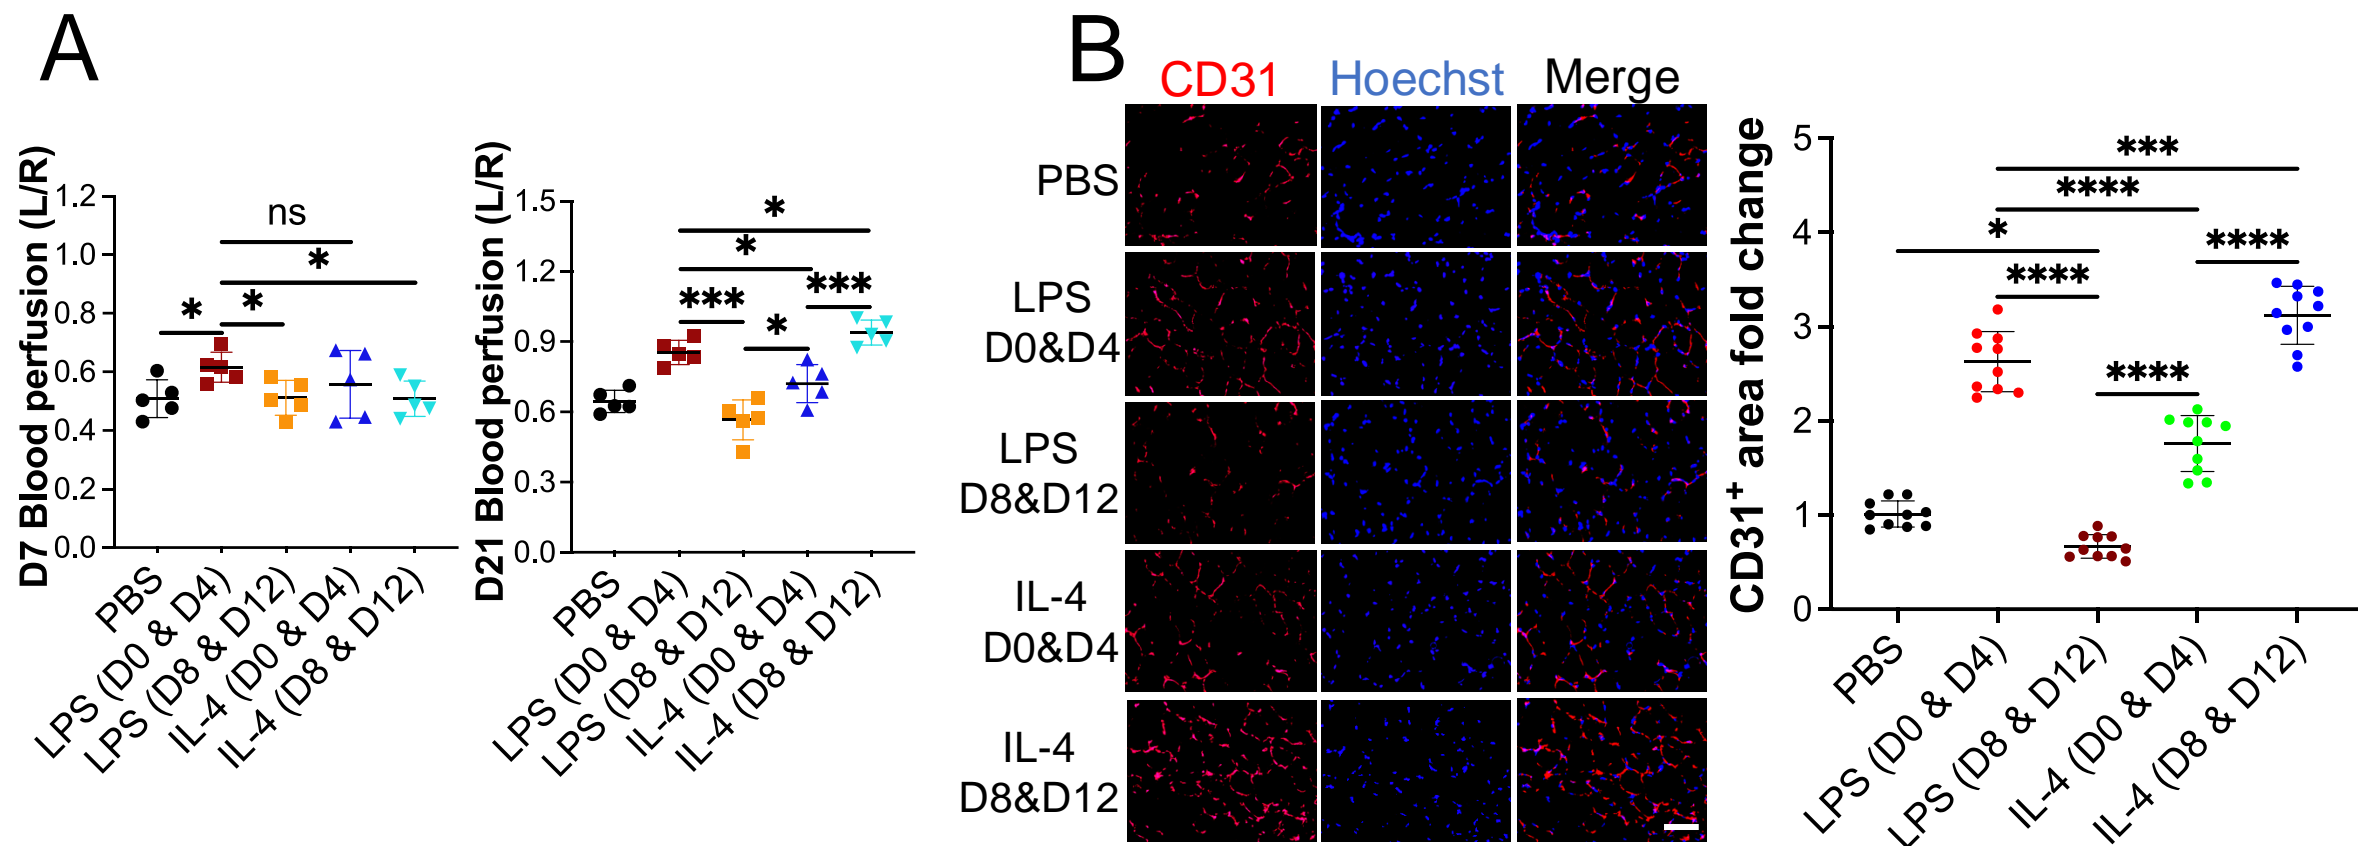 A
D7 Blood perfusion (L/R)
1.2
1.0
0.8
0.6
0.4
0.2
0.0
ns
*
*
*
PBS
LPS (D0 & D4)
LPS (D8 & D12)
IL-4 (D0 & D4)
IL-4 (D8 & D12)
D21 Blood perfusion (L/R)
1.5
1.2
0.9
0.6
0.3
0.0
*
*
***
***
*
PBS
LPS (D0 & D4)
LPS (D8 & D12)
IL-4 (D0 & D4)
IL-4 (D8 & D12)
B
CD31 Hoechst Merge
PBS
LPS
D0&D4
LPS
D8&D12
IL-4
D0&D4
IL-4
D8&D12
CD31⁺ area fold change
5
4
3
2
1
0
***
****
*
****
****
****
PBS
LPS (D0 & D4)
LPS (D8 & D12)
IL-4 (D0 & D4)
IL-4 (D8 & D12)